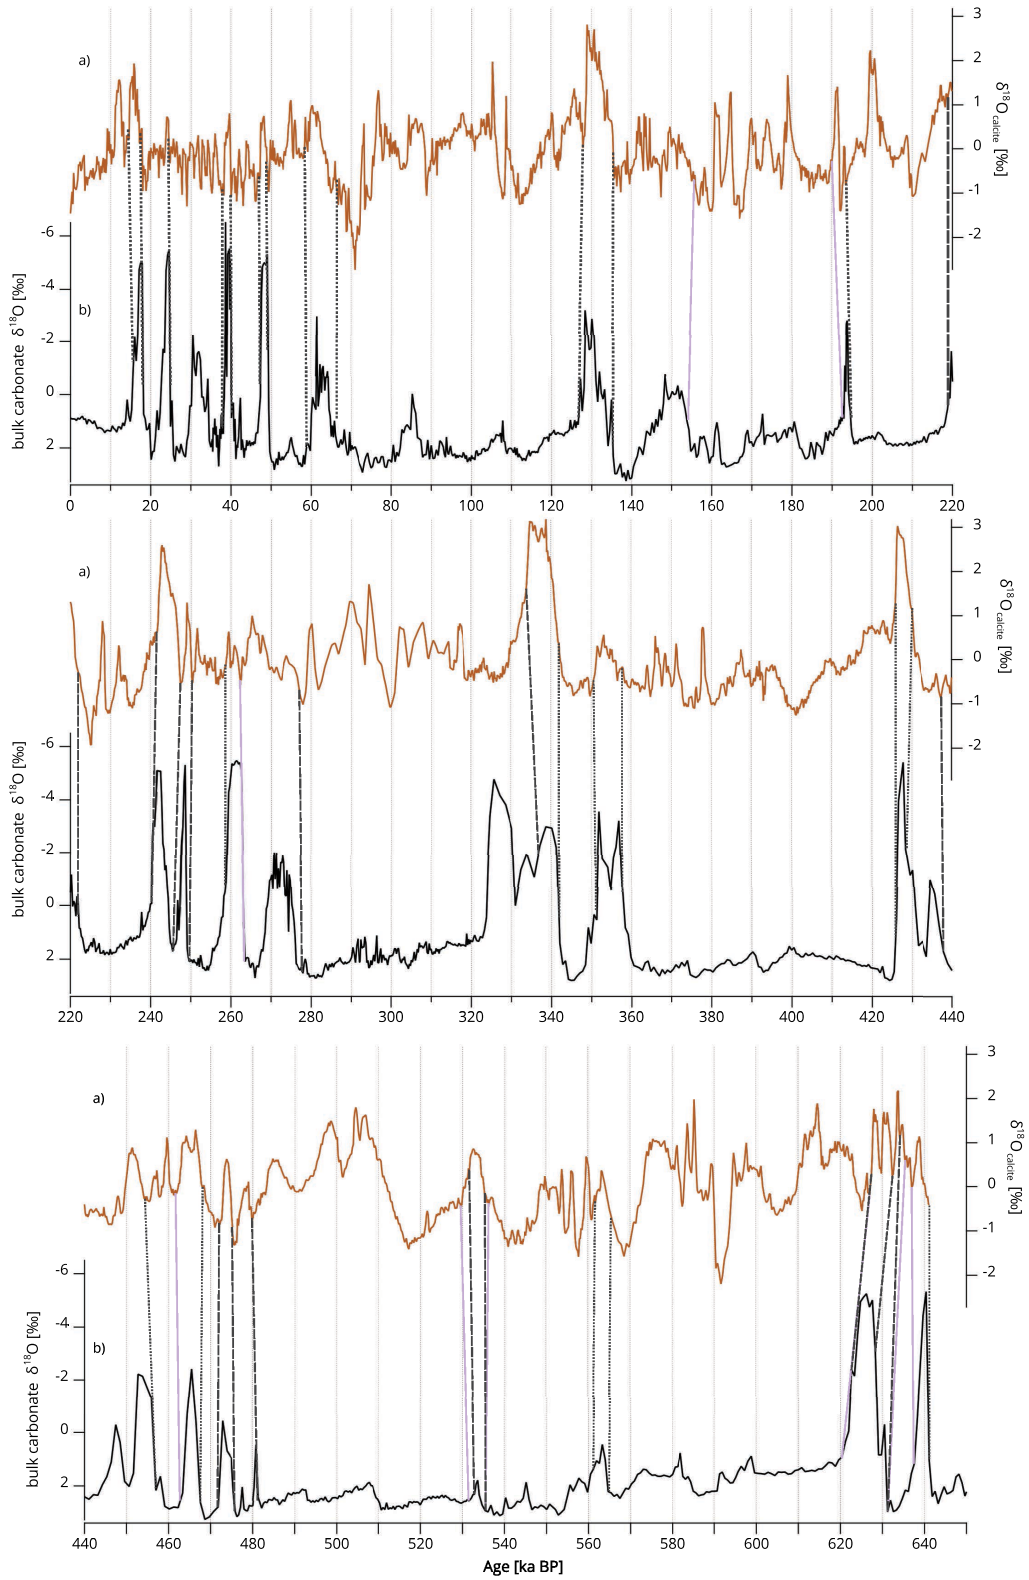 3
a)
2
1
0
-1
-2
δ18Ocalcite [‰]
-6
-4
b)
-2
0
2
bulk carbonate δ18O [‰]
0 20 40 60 80 100 120 140 160 180 200 220
3
a)
2
1
0
-1
-2
δ18Ocalcite [‰]
-6
-4
-2
0
2
bulk carbonate δ18O [‰]
220 240 260 280 300 320 340 360 380 400 420 440
3
a)
2
1
0
-1
-2
δ18Ocalcite [‰]
-6
-4
b)
-2
0
2
bulk carbonate δ18O [‰]
440 460 480 500 520 540 560 580 600 620 640
Age [ka BP]